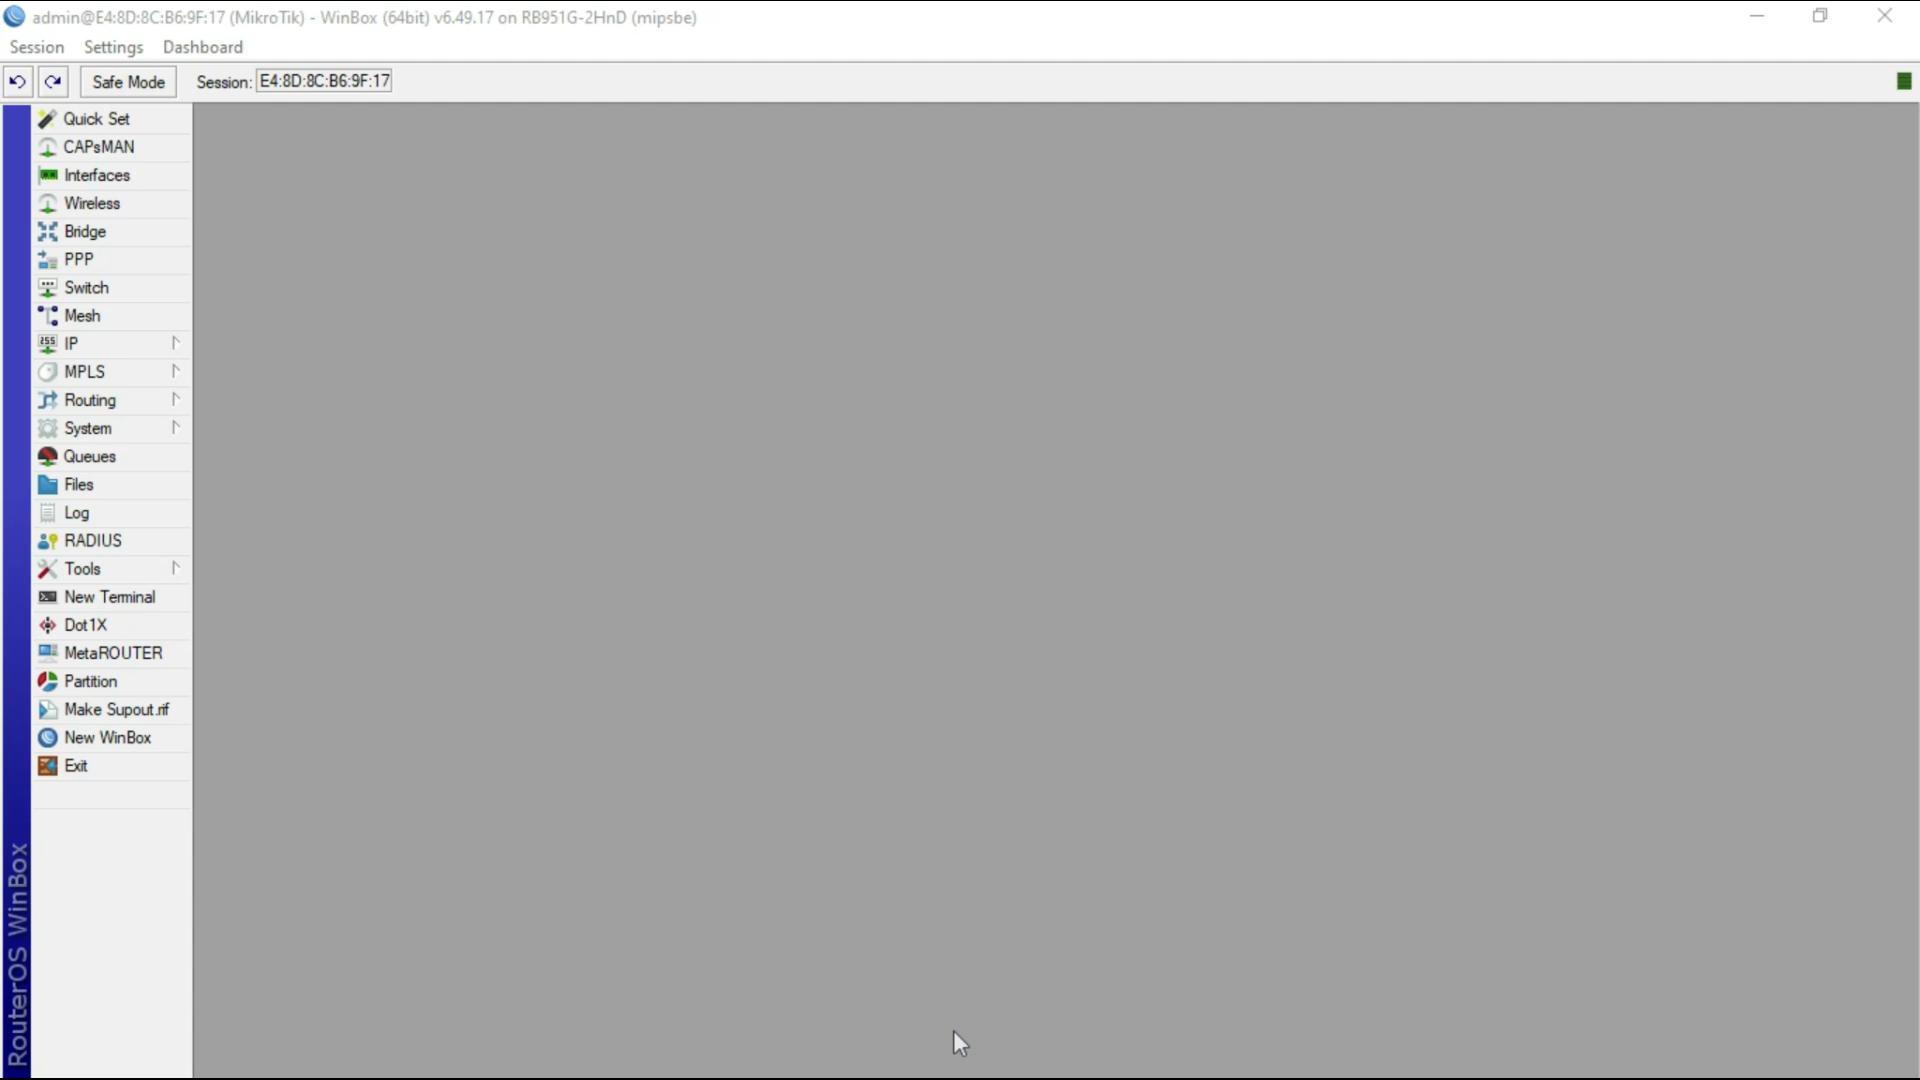 admin@E4:8D:8C:B6:9F:17 (MikroTik) - WinBox (64bit) v6.49.17 on RB951G-2HnD (mipsbe)
Session Settings Dashboard
Safe Mode Session: E4:8D:8C:B6:9F:17
Quick Set
CAPsMAN
Interfaces
Wireless
Bridge
PPP
Switch
Mesh
255 IP
MPLS
Routing
System
Queues
Files
Log
RADIUS
Tools
New Terminal
Dot1X
MetaROUTER
Partition
Make Supout.rif
New WinBox
Exit
RouterOS WinBox